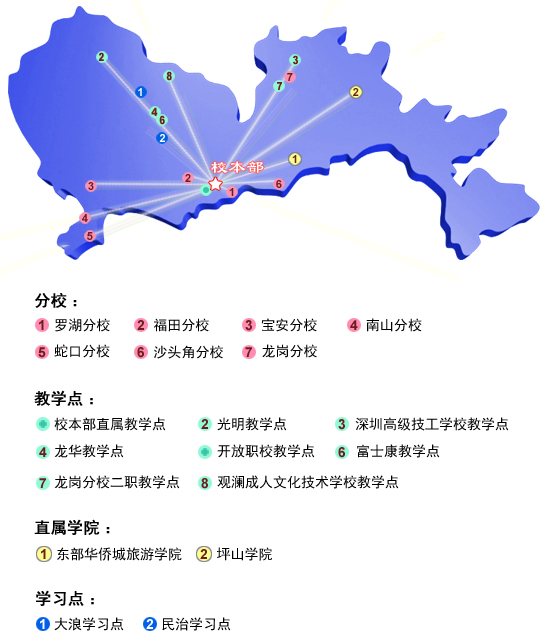 2
8
3
7
7
1
2
4
6
2
1
校本部
2
3
1
6
4
5
分校：
1 罗湖分校 2 福田分校 3 宝安分校 4 南山分校
5 蛇口分校 6 沙头角分校 7 龙岗分校
教学点：
校本部直属教学点 2 光明教学点 3 深圳高级技工学校教学点
4 龙华教学点 开放职校教学点 6 富士康教学点
7 龙岗分校二职教学点 8 观澜成人文化技术学校教学点
直属学院：
1 东部华侨城旅游学院 2 坪山学院
学习点：
1 大浪学习点 2 民治学习点